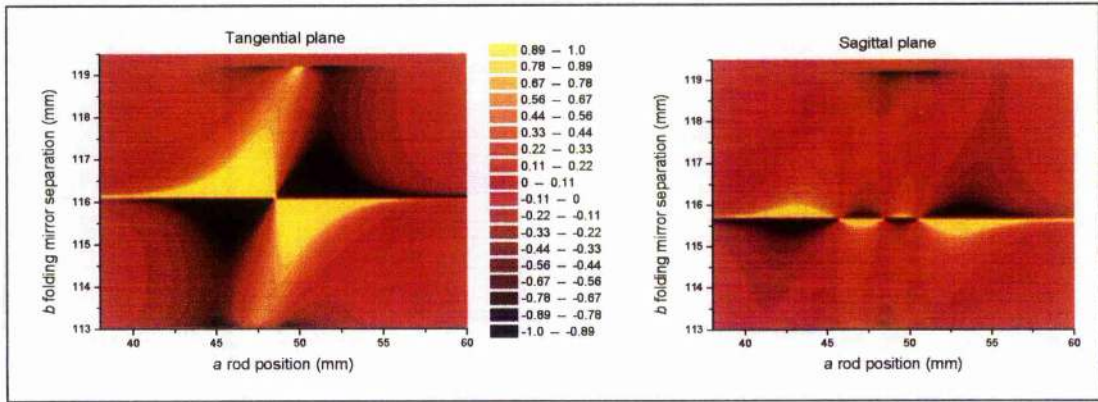 Tangential plane
119
118
117
116
115
114
113
b folding mirror separation (mm)
40 45 50 55 60
a rod position (mm)
0.89 – 1.0
0.78 – 0.89
0.67 – 0.78
0.56 – 0.67
0.44 – 0.56
0.33 – 0.44
0.22 – 0.33
0.11 – 0.22
0 – 0.11
-0.11 – 0
-0.22 – -0.11
-0.33 – -0.22
-0.44 – -0.33
-0.56 – -0.44
-0.67 – -0.56
-0.78 – -0.67
-0.89 – -0.78
-1.0 – -0.89
Sagittal plane
119
118
117
116
115
114
113
b folding mirror separation (mm)
40 45 50 55 60
a rod position (mm)